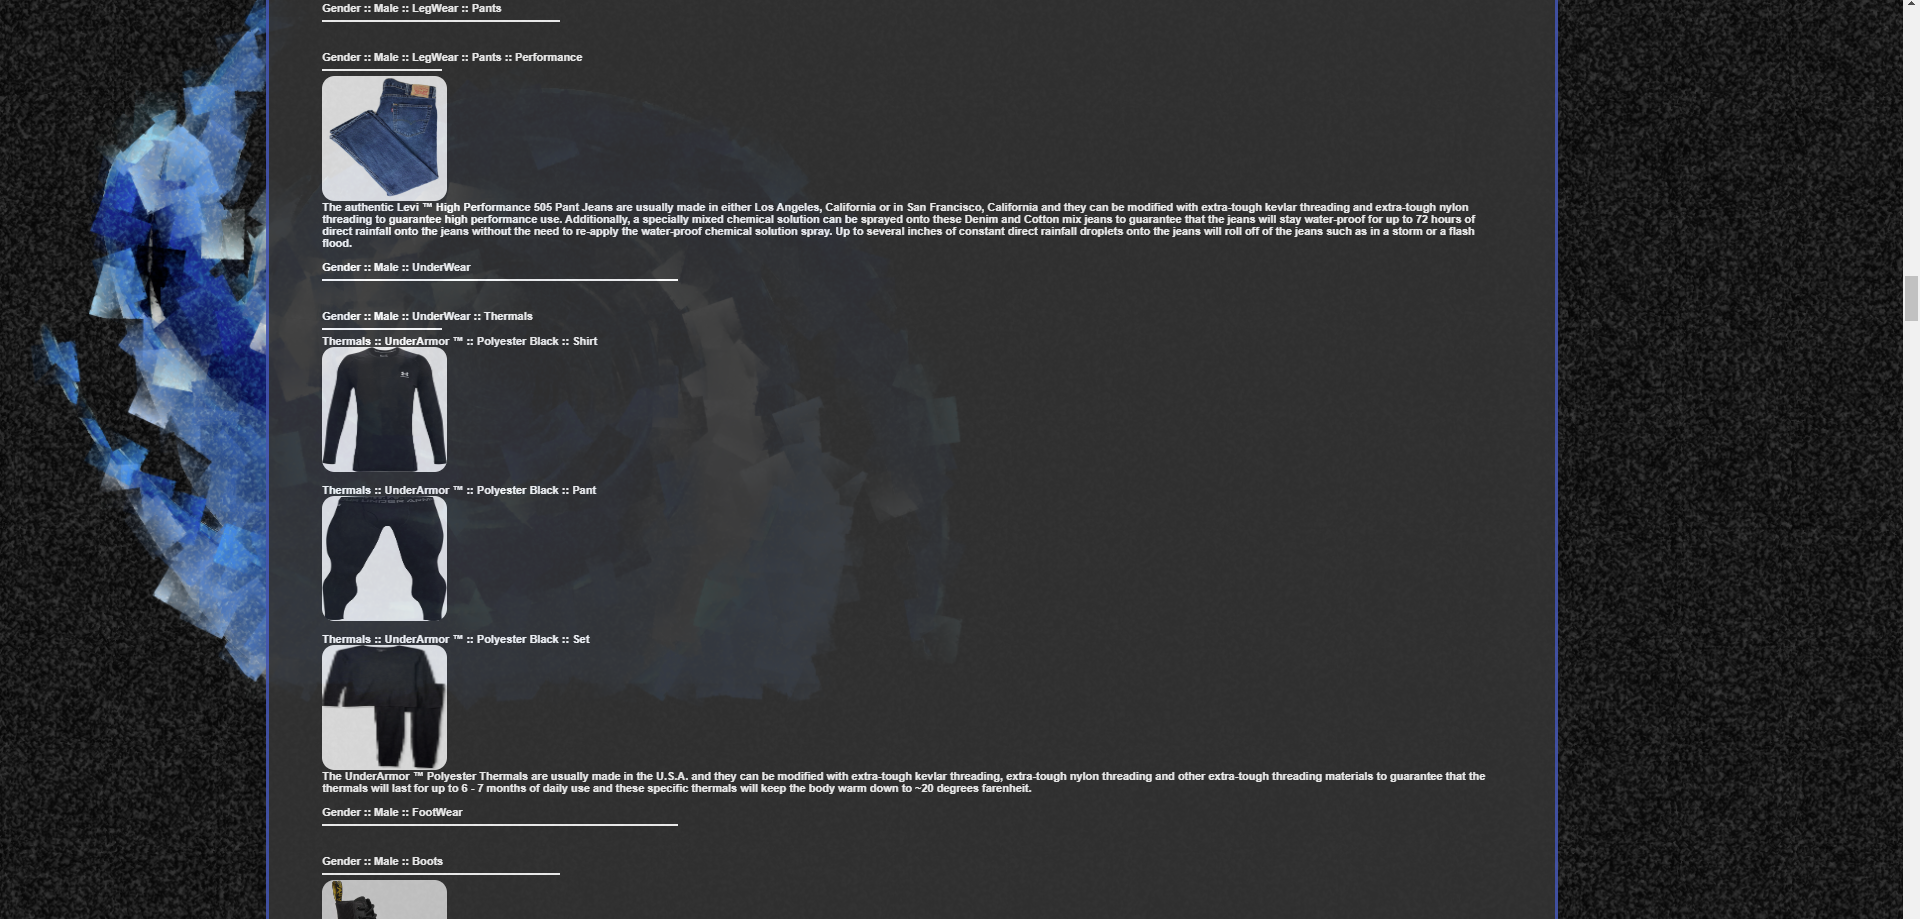 Gender :: Male :: LegWear :: Pants
Gender :: Male :: LegWear :: Pants :: Performance
The authentic Levi ™ High Performance 505 Pant Jeans are usually made in either Los Angeles, California or in San Francisco, California and they can be modified with extra-tough kevlar threading and extra-tough nylon
threading to guarantee high performance use. Additionally, a specially mixed chemical solution can be sprayed onto these Denim and Cotton mix jeans to guarantee that the jeans will stay water-proof for up to 72 hours of
direct rainfall onto the jeans without the need to re-apply the water-proof chemical solution spray. Up to several inches of constant direct rainfall droplets onto the jeans will roll off of the jeans such as in a storm or a flash
flood.
Gender :: Male :: UnderWear
Gender :: Male :: UnderWear :: Thermals
Thermals :: UnderArmor ™ :: Polyester Black :: Shirt
Thermals :: UnderArmor ™ :: Polyester Black :: Pant
Thermals :: UnderArmor ™ :: Polyester Black :: Set
The UnderArmor ™ Polyester Thermals are usually made in the U.S.A. and they can be modified with extra-tough kevlar threading, extra-tough nylon threading and other extra-tough threading materials to guarantee that the
thermals will last for up to 6 - 7 months of daily use and these specific thermals will keep the body warm down to ~20 degrees farenheit.
Gender :: Male :: FootWear
Gender :: Male :: Boots